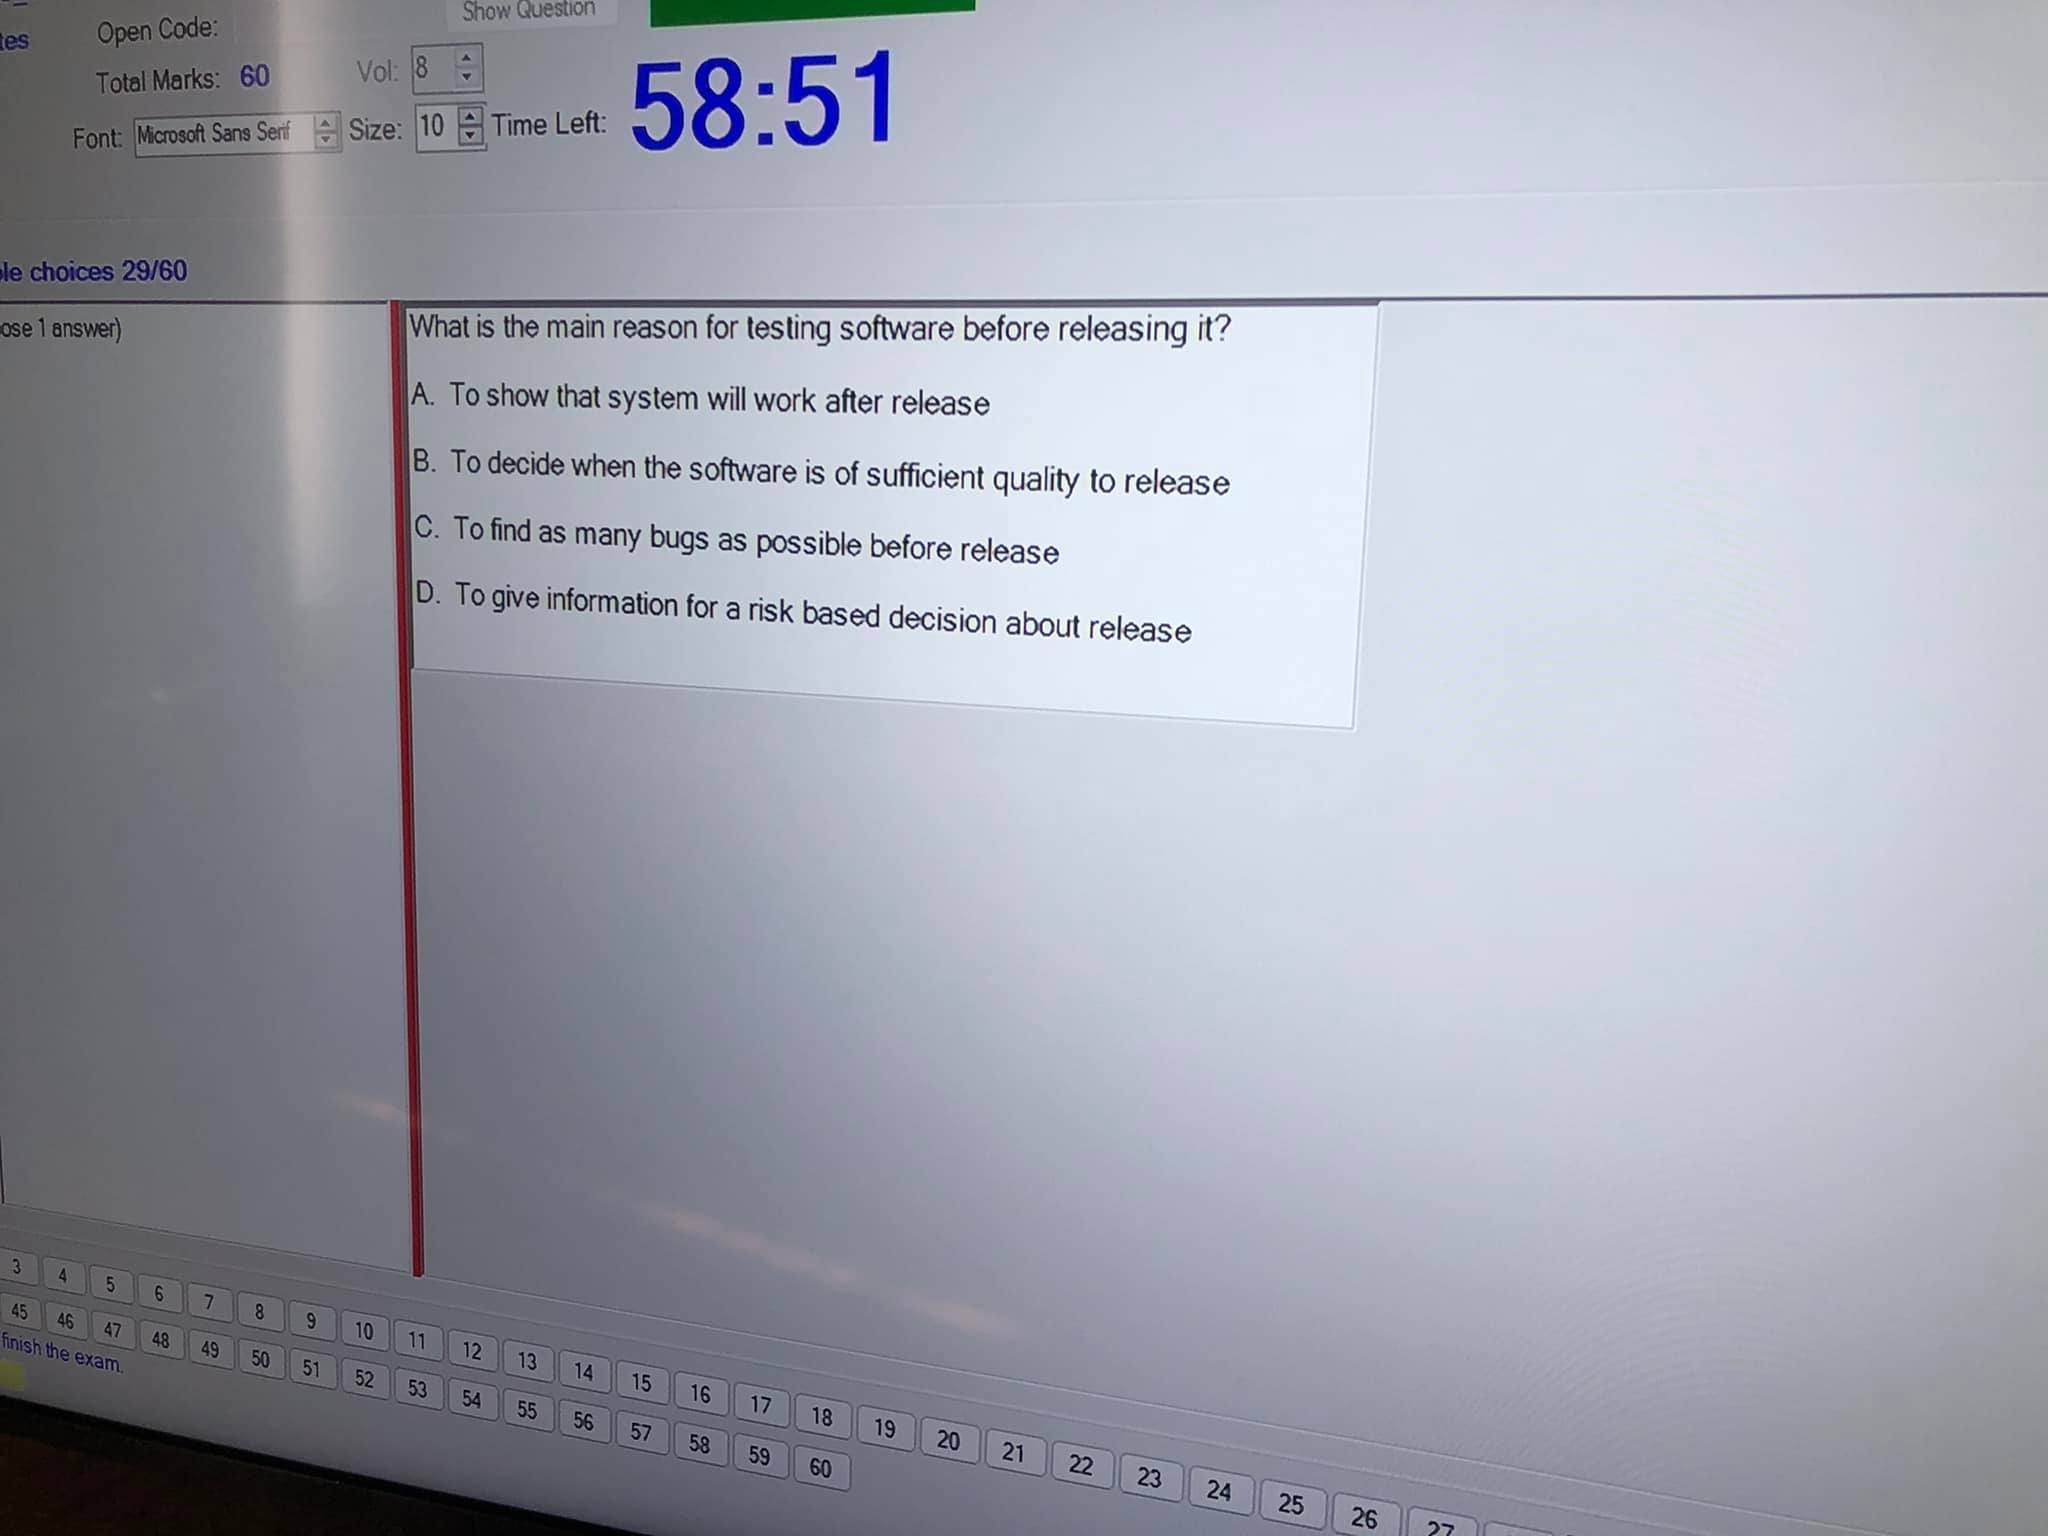 Show Question
tes
Open Code:
Total Marks: 60
Vol: 8
Font: Microsoft Sans Serif
Size: 10
Time Left: 58:51
ple choices 29/60
ose 1 answer)
What is the main reason for testing software before releasing it?
A. To show that system will work after release
B. To decide when the software is of sufficient quality to release
C. To find as many bugs as possible before release
D. To give information for a risk based decision about release
3 4 5 6 7 8 9 10 11 12 13 14 15 16 17 18 19 20 21 22 23 24 25 26 27
45 46 47 48 49 50 51 52 53 54 55 56 57 58 59 60
finish the exam.